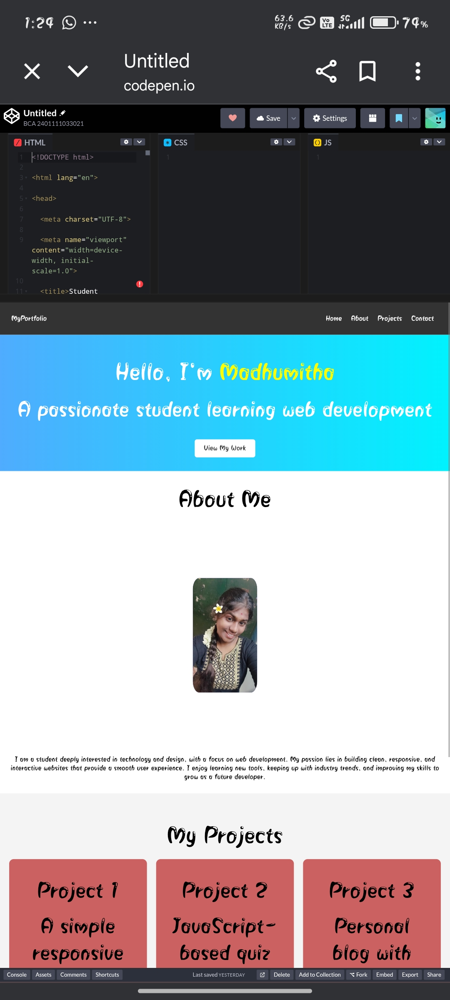 1:24
63.6 KB/s
Vo LTE
5G
74%
Untitled
codepen.io
Untitled
BCA 2401111033021
Save
Settings
HTML
CSS
JS
1 <!DOCTYPE html>
2
3 <html lang="en">
4
5 <head>
6
7 <meta charset="UTF-8">
8
9 <meta name="viewport"
content="width=device-
width, initial-
scale=1.0">
10
11 <title>Student
1
1
MyPortfolio
Home About Projects Contact
Hello, I'm Madhumitha
A passionate student learning web development
View My Work
About Me
I am a student deeply interested in technology and design, with a focus on web development. My passion lies in building clean, responsive, and
interactive websites that provide a smooth user experience. I enjoy learning new tools, keeping up with industry trends, and improving my skills to
grow as a future developer.
My Projects
Project 1
A simple
responsive
Project 2
JavaScript-
based quiz
Project 3
Personal
blog with
Console Assets Comments Shortcuts Last saved YESTERDAY Delete Add to Collection Fork Embed Export Share